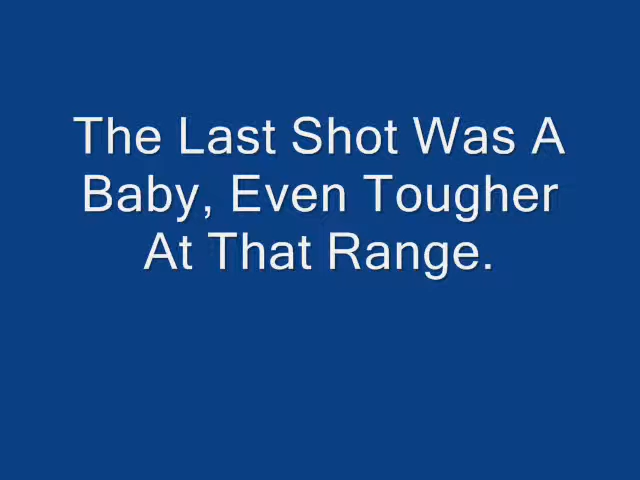 The Last Shot Was A
Baby, Even Tougher
At That Range.